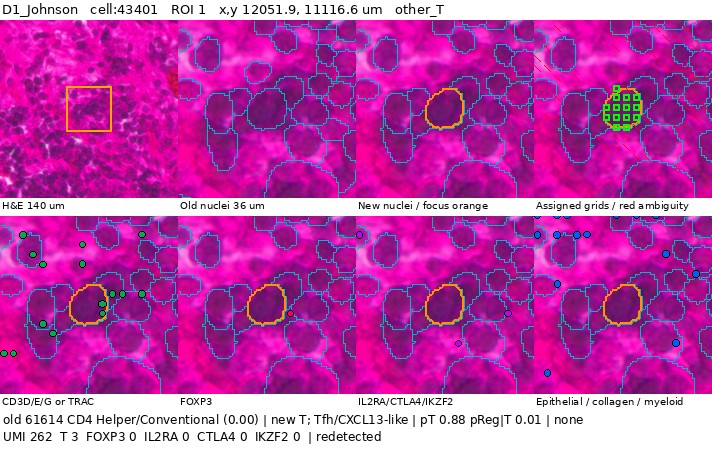 D1_Johnson cell:43401 ROI 1 x,y 12051.9, 11116.6 um other_T
H&E 140 um
Old nuclei 36 um
New nuclei / focus orange
Assigned grids / red ambiguity
CD3D/E/G or TRAC
FOXP3
IL2RA/CTLA4/IKZF2
Epithelial / collagen / myeloid
old 61614 CD4 Helper/Conventional (0.00) | new T; Tfh/CXCL13-like | pT 0.88 pReg|T 0.01 | none
UMI 262 T 3 FOXP3 0 IL2RA 0 CTLA4 0 IKZF2 0 | redetected